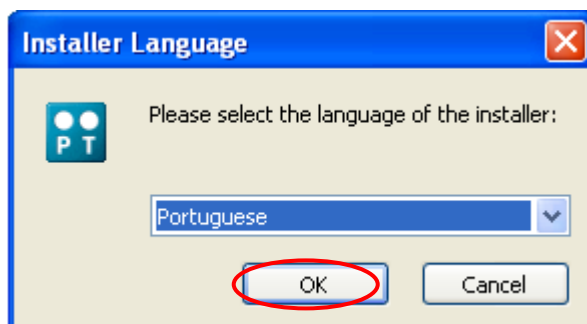 Installer Language
P T
Please select the language of the installer:
Portuguese
OK
Cancel